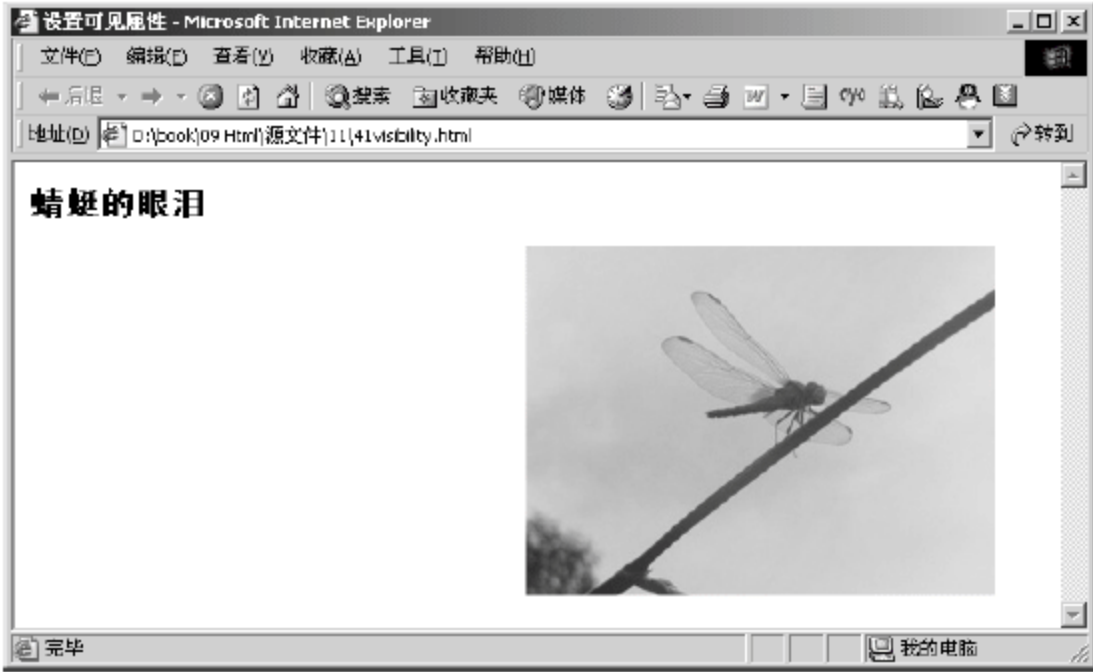 设置可见属性 - Microsoft Internet Explorer
文件(F) 编辑(E) 查看(V) 收藏(A) 工具(T) 帮助(H)
后退 搜索 收藏夹 媒体
地址(D) D:\book\09 Html\源文件\11\41visibility.html 转到
蜻蜓的眼泪
完毕 我的电脑